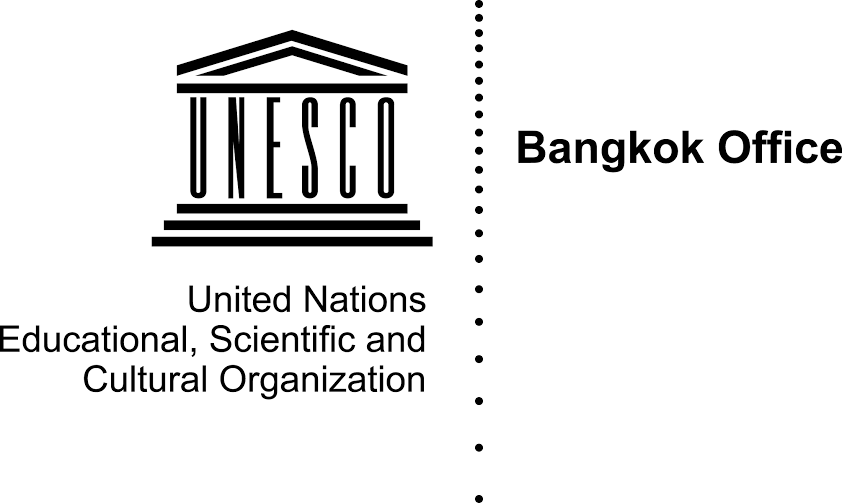 UNESCO
United Nations
Educational, Scientific and
Cultural Organization
Bangkok Office